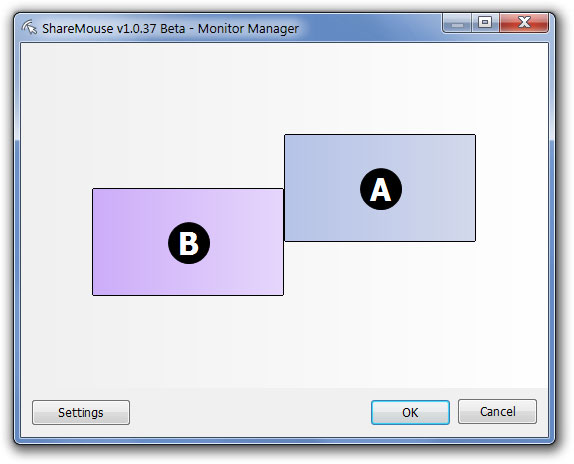 ShareMouse v1.0.37 Beta - Monitor Manager
A
B
Settings
OK
Cancel